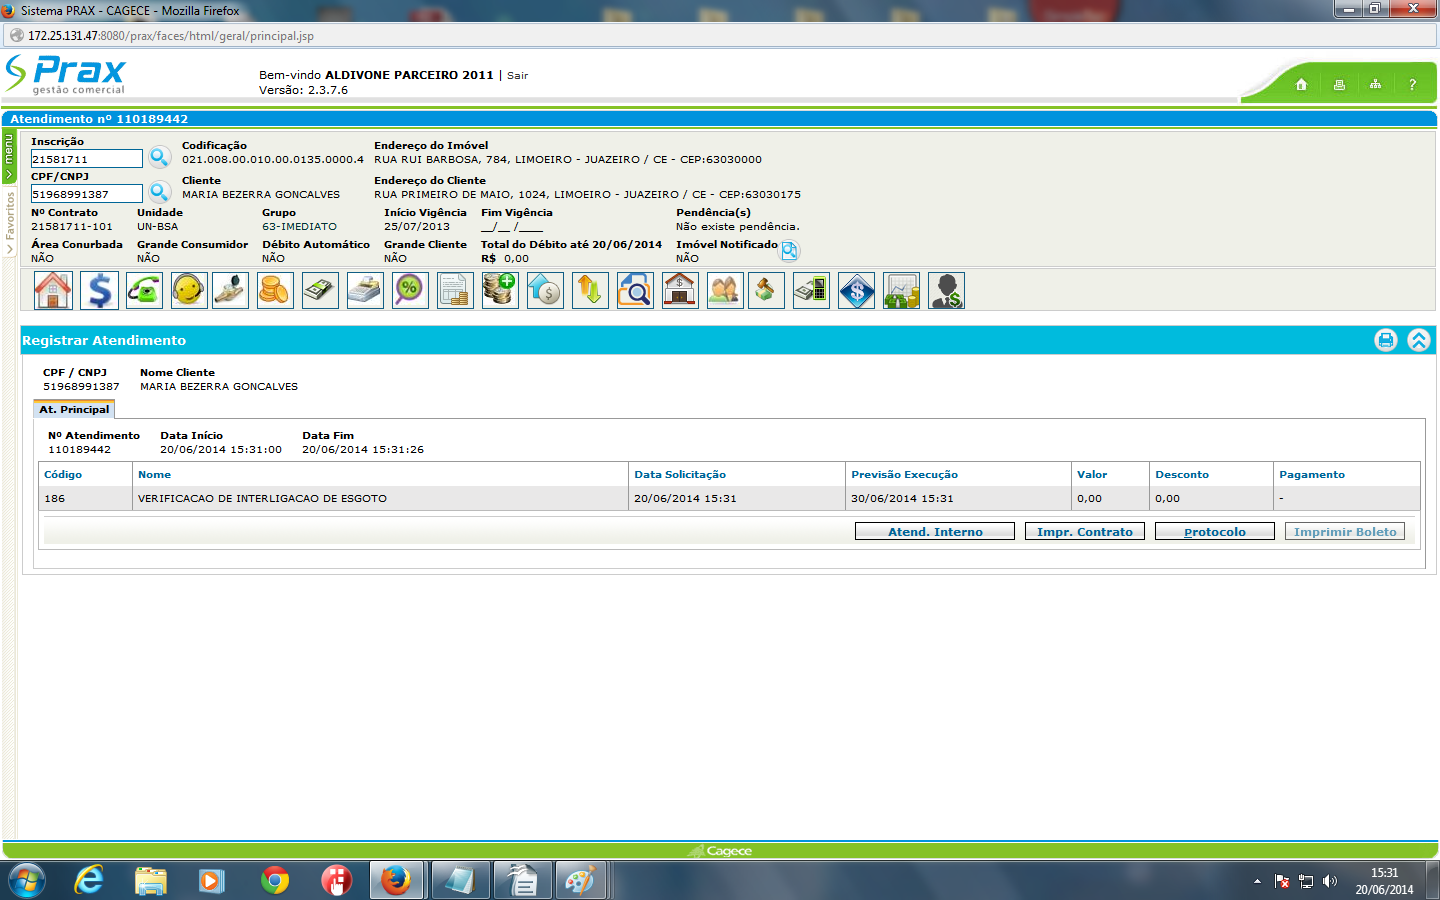 Sistema PRAX - CAGECE - Mozilla Firefox
172.25.131.47:8080/prax/faces/html/geral/principal.jsp
Prax
gestão comercial
Bem-vindo ALDIVONE PARCEIRO 2011 | Sair
Versão: 2.3.7.6
?
Atendimento nº 110189442
menu
Favoritos
Inscrição Codificação Endereço do Imóvel
21581711 021.008.00.010.00.0135.0000.4 RUA RUI BARBOSA, 784, LIMOEIRO - JUAZEIRO / CE - CEP:63030000
CPF/CNPJ Cliente Endereço do Cliente
51968991387 MARIA BEZERRA GONCALVES RUA PRIMEIRO DE MAIO, 1024, LIMOEIRO - JUAZEIRO / CE - CEP:63030175
Nº Contrato Unidade Grupo Início Vigência Fim Vigência Pendência(s)
21581711-101 UN-BSA 63-IMEDIATO 25/07/2013 __/__ /____ Não existe pendência.
Área Conurbada Grande Consumidor Débito Automático Grande Cliente Total do Débito até 20/06/2014 Imóvel Notificado
NÃO NÃO NÃO NÃO R$ 0,00 NÃO
Registrar Atendimento
CPF / CNPJ Nome Cliente
51968991387 MARIA BEZERRA GONCALVES
At. Principal
Nº Atendimento Data Início Data Fim
110189442 20/06/2014 15:31:00 20/06/2014 15:31:26
Código Nome Data Solicitação Previsão Execução Valor Desconto Pagamento
186 VERIFICACAO DE INTERLIGACAO DE ESGOTO 20/06/2014 15:31 30/06/2014 15:31 0,00 0,00 -
Atend. Interno Impr. Contrato Protocolo Imprimir Boleto
Cagece
15:31
20/06/2014